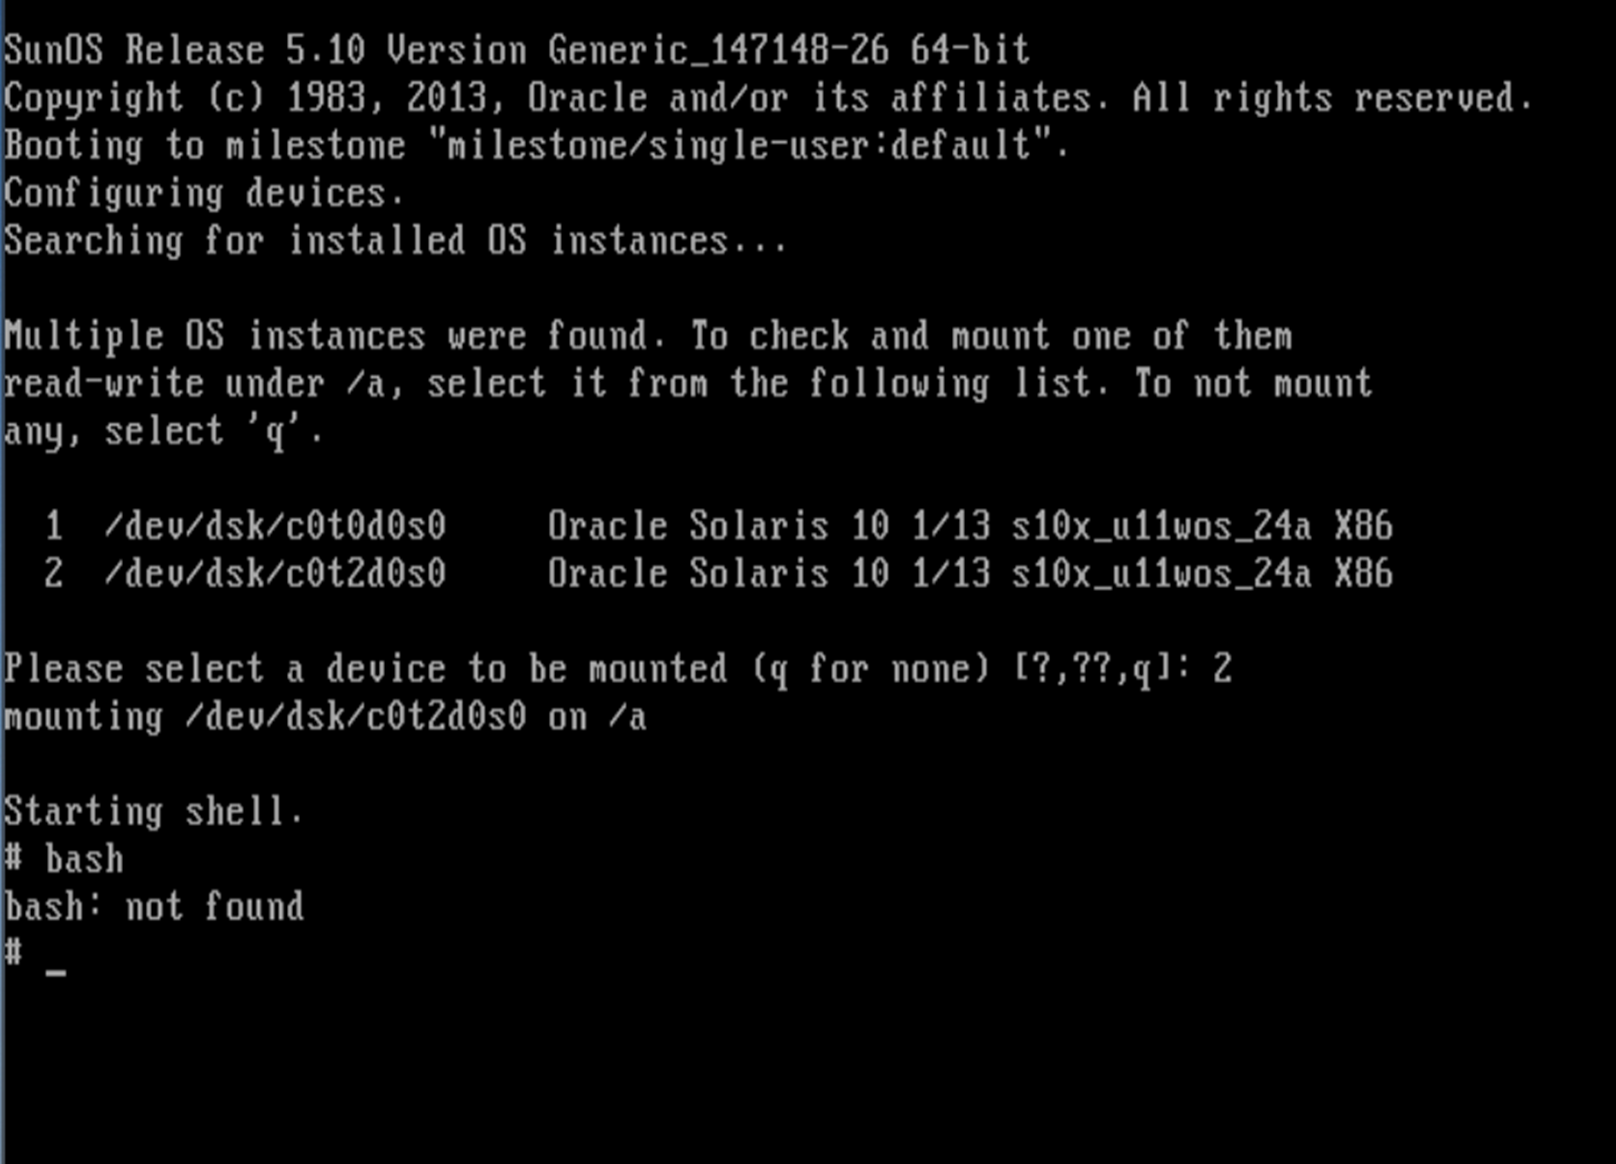 SunOS Release 5.10 Version Generic_147148-26 64-bit
Copyright (c) 1983, 2013, Oracle and/or its affiliates. All rights reserved.
Booting to milestone "milestone/single-user:default".
Configuring devices.
Searching for installed OS instances...
Multiple OS instances were found. To check and mount one of them
read-write under /a, select it from the following list. To not mount
any, select 'q'.
1 /dev/dsk/c0t0d0s0 Oracle Solaris 10 1/13 s10x_u11wos_24a X86
2 /dev/dsk/c0t2d0s0 Oracle Solaris 10 1/13 s10x_u11wos_24a X86
Please select a device to be mounted (q for none) [?,??,q]: 2
mounting /dev/dsk/c0t2d0s0 on /a
Starting shell.
# bash
bash: not found
# _